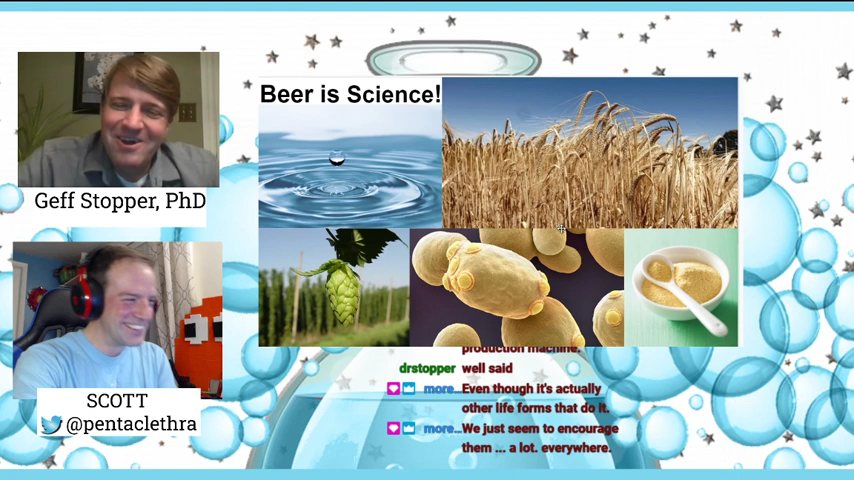 Beer is Science!
Geff Stopper, PhD
SCOTT
@pentaclethra
production machine.
drstopper well said
more... Even though it's actually
other life forms that do it.
more... We just seem to encourage
them ... a lot. everywhere.